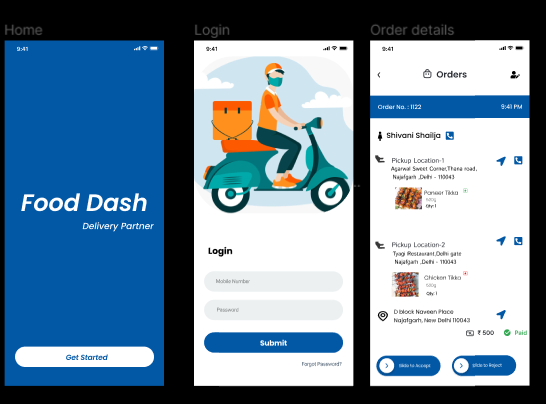 Home
9:41
Food Dash
Delivery Partner
Get Started
Login
9:41
Login
Mobile Number
Password
Submit
Forgot Password?
Order details
9:41
Orders
Order No. : 1122 9:41 PM
Shivani Shailja
Pickup Location-1
Agarwal Sweet Corner,Thana road,
Najafgarh ,Delhi - 110043
Paneer Tikka
500g
Qty: 1
Pickup Location-2
Tyagi Restaurant,Delhi gate
Najafgarh ,Delhi - 110043
Chicken Tikka
500g
Qty: 1
D block Naveen Place
Najafgarh, New Delhi 110043
₹ 500 Paid
Slide to Accept Slide to Reject